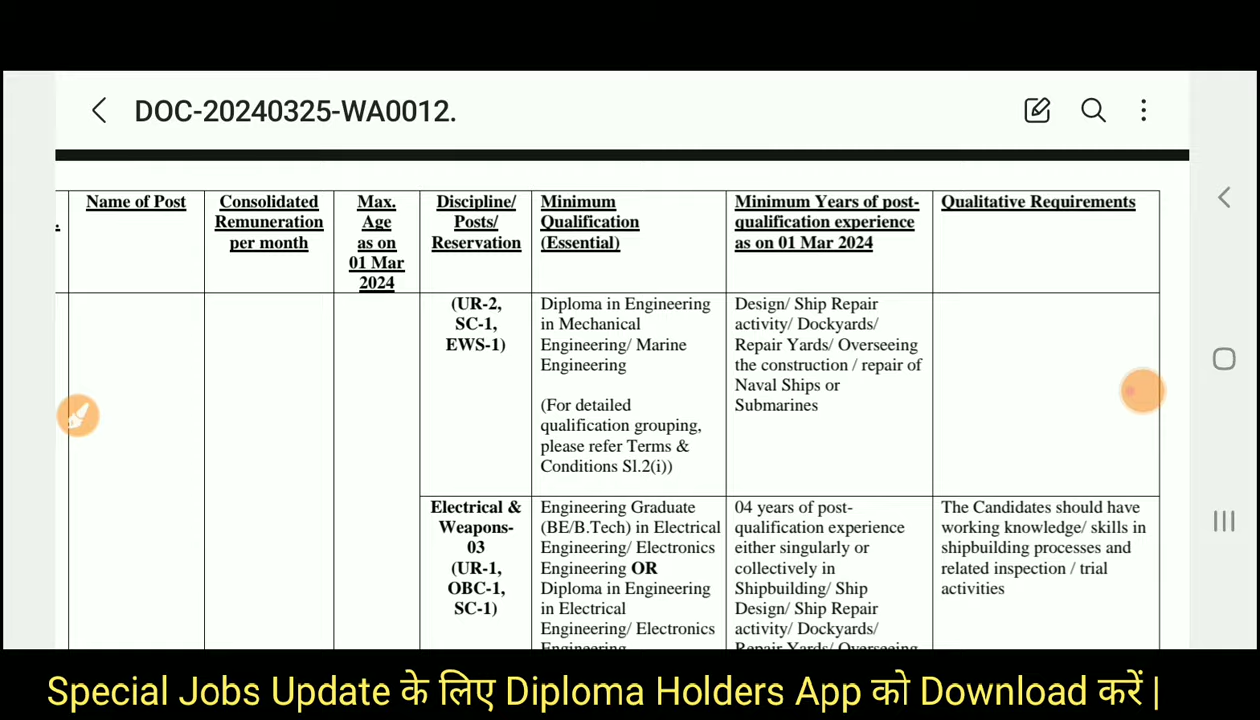 DOC-20240325-WA0012.
.
Name of Post
Consolidated
Remuneration
per month
Max.
Age
as on
01 Mar
2024
Discipline/
Posts/
Reservation
Minimum
Qualification
(Essential)
Minimum Years of post-
qualification experience
as on 01 Mar 2024
Qualitative Requirements
(UR-2,
SC-1,
EWS-1)
Diploma in Engineering
in Mechanical
Engineering/ Marine
Engineering
(For detailed
qualification grouping,
please refer Terms &
Conditions Sl.2(i))
Design/ Ship Repair
activity/ Dockyards/
Repair Yards/ Overseeing
the construction / repair of
Naval Ships or
Submarines
Electrical &
Weapons-
03
(UR-1,
OBC-1,
SC-1)
Engineering Graduate
(BE/B.Tech) in Electrical
Engineering/ Electronics
Engineering OR
Diploma in Engineering
in Electrical
Engineering/ Electronics
Engineering
04 years of post-
qualification experience
either singularly or
collectively in
Shipbuilding/ Ship
Design/ Ship Repair
activity/ Dockyards/
Repair Yards/ Overseeing
The Candidates should have
working knowledge/ skills in
shipbuilding processes and
related inspection / trial
activities
Special Jobs Update के लिए Diploma Holders App को Download करें |